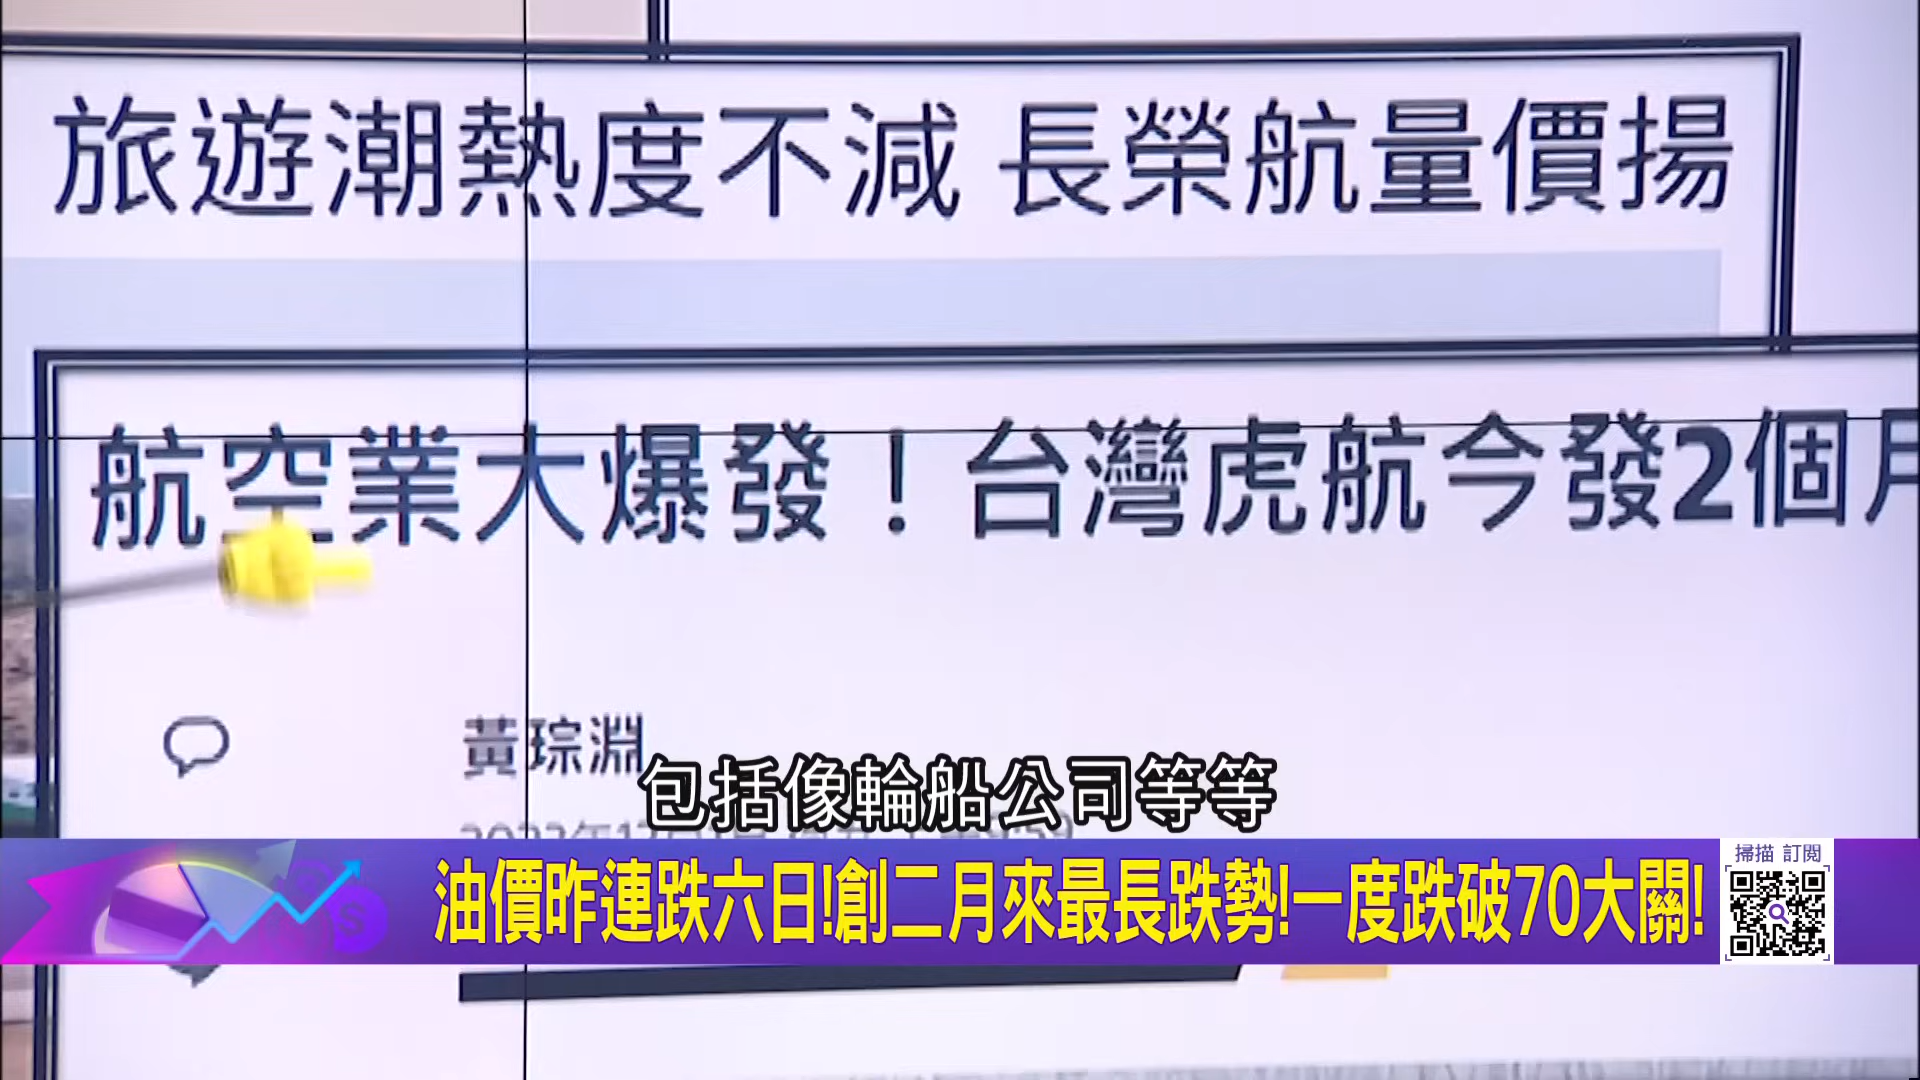 旅遊潮熱度不減 長榮航量價揚
航空業大爆發！台灣虎航今發2個月
黃琮淵
包括像輪船公司等等
油價昨連跌六日!創二月來最長跌勢!一度跌破70大關!
掃描 訂閱